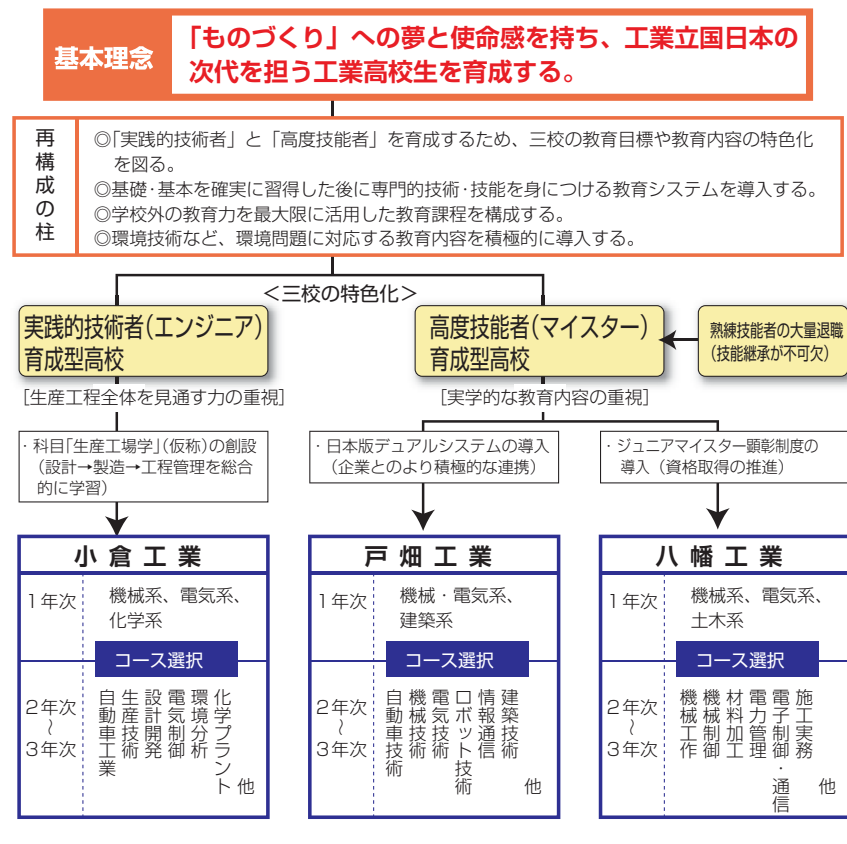 基本理念
「ものづくり」への夢と使命感を持ち、工業立国日本の
次代を担う工業高校生を育成する。
再構成の柱
◎「実践的技術者」と「高度技能者」を育成するため、三校の教育目標や教育内容の特色化
を図る。
◎基礎・基本を確実に習得した後に専門的技術・技能を身につける教育システムを導入する。
◎学校外の教育力を最大限に活用した教育課程を構成する。
◎環境技術など、環境問題に対応する教育内容を積極的に導入する。
＜三校の特色化＞
実践的技術者(エンジニア)
育成型高校
[生産工程全体を見通す力の重視]
高度技能者(マイスター)
育成型高校
[実学的な教育内容の重視]
熟練技能者の大量退職
(技能継承が不可欠)
・科目「生産工場学」(仮称)の創設
(設計→製造→工程管理を総合
的に学習)
・日本版デュアルシステムの導入
(企業とのより積極的な連携)
・ジュニアマイスター顕彰制度の
導入(資格取得の推進)
小倉工業
1年次
機械系、電気系、
化学系
コース選択
2年次
〜
3年次
自動車工業
生産技術
設計開発
電気制御
環境分析
化学プラント
他
戸畑工業
1年次
機械・電気系、
建築系
コース選択
2年次
〜
3年次
自動車技術
機械技術
電気技術
ロボット技術
情報通信
建築技術
他
八幡工業
1年次
機械系、電気系、
土木系
コース選択
2年次
〜
3年次
機械工作
機械制御
材料加工
電力管理
電子制御・通信
施工実務
他